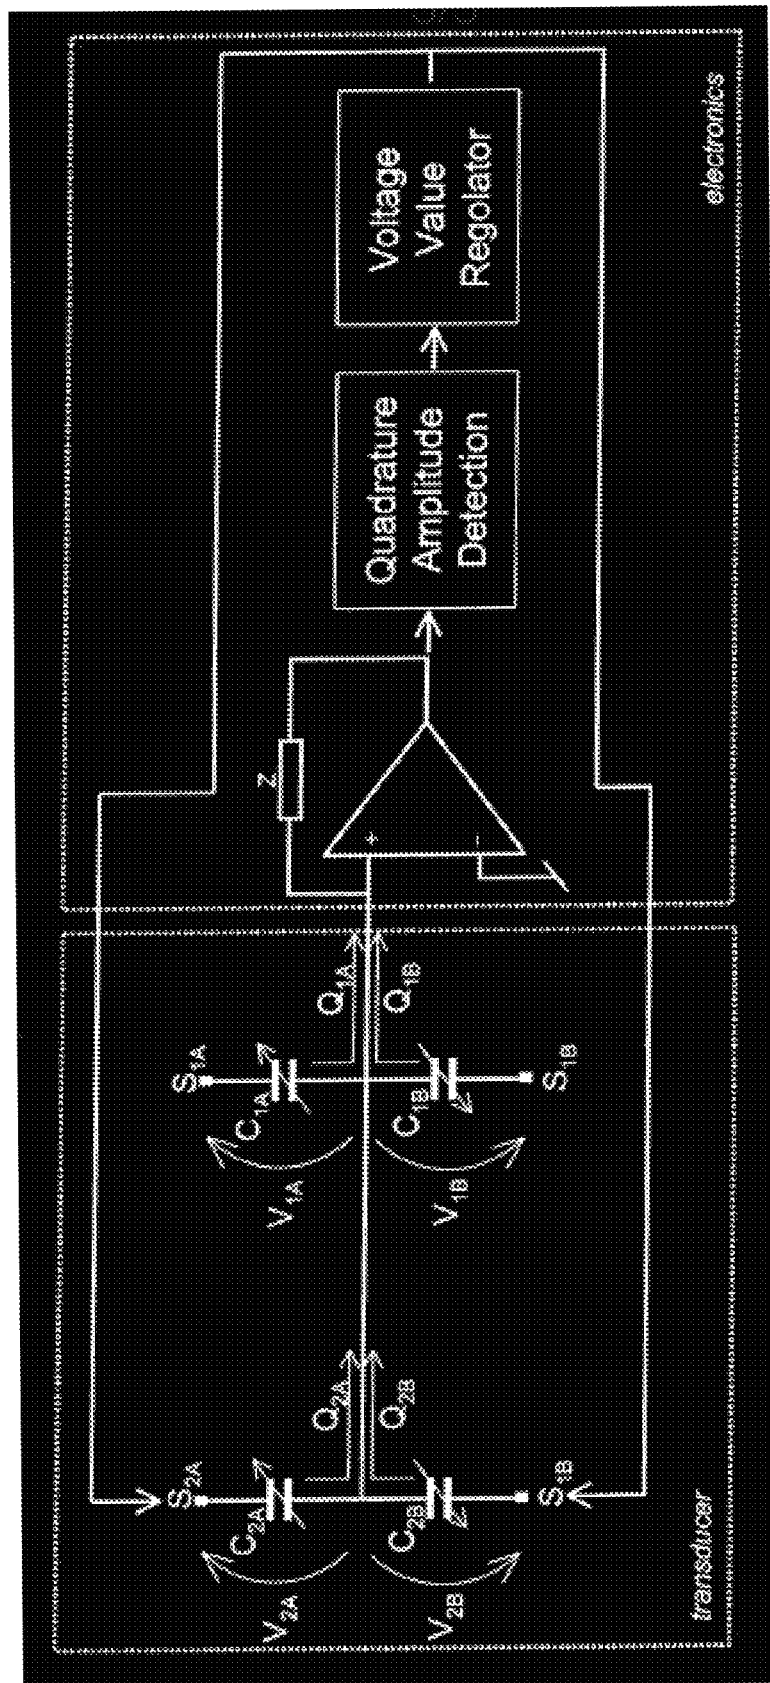 electronics
Voltage
Value
Regolator
Quadrature
Amplitude
Detection
Z
+
-
Q1A
Q1B
S1A
C1A
V1A
C1B
S1B
V1B
Q2A
Q2B
S2A
C2A
V2A
C2B
S1B
V2B
transducer